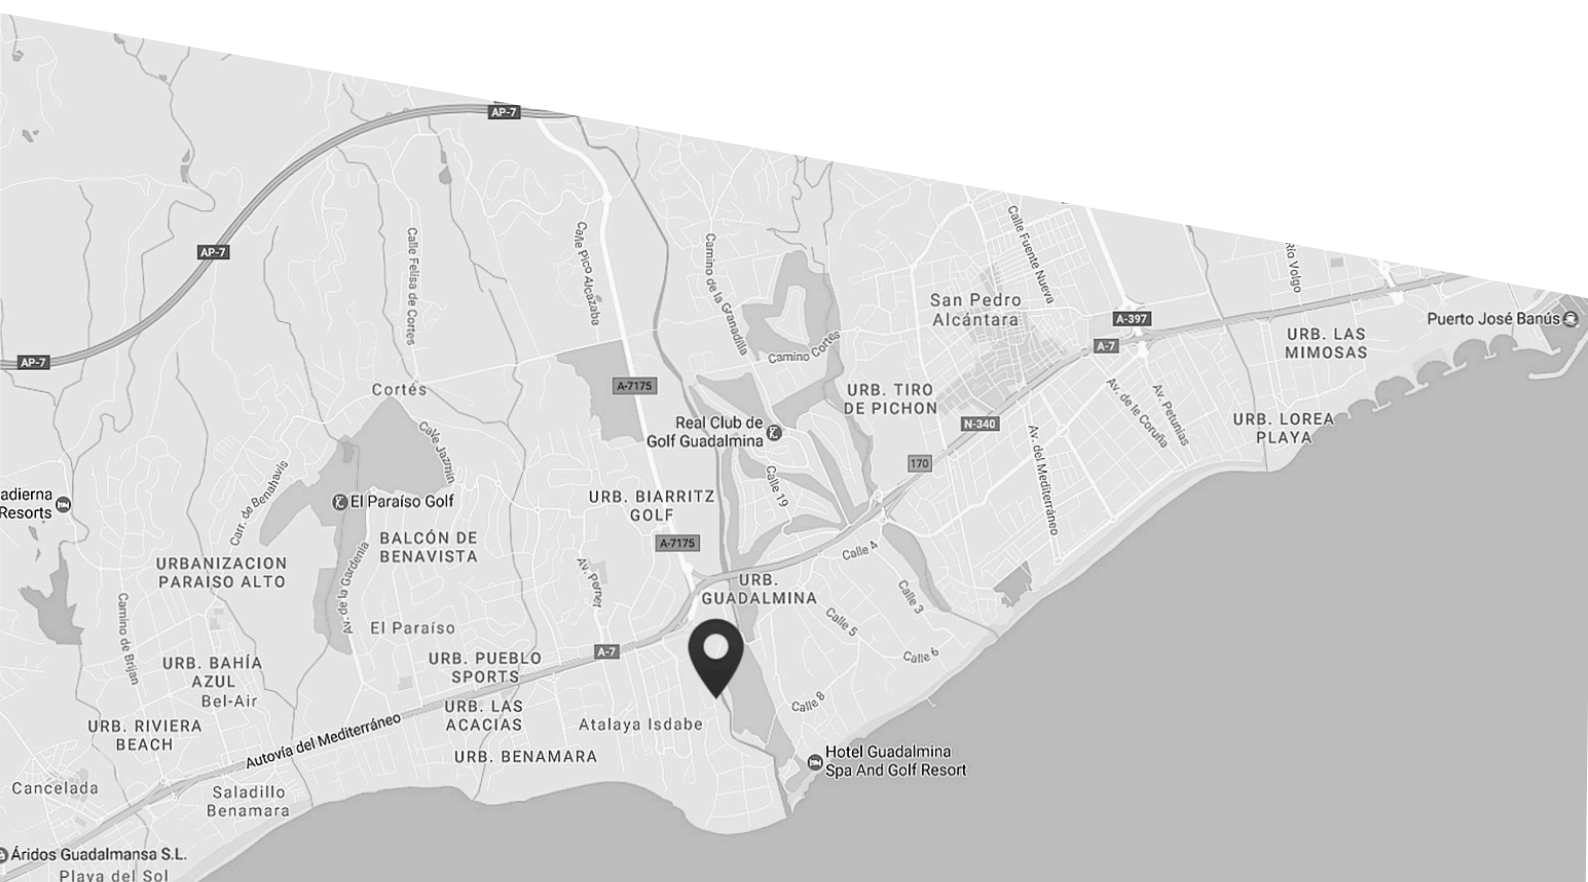 AP-7
AP-7
AP-7
Calle Felisa de Cortes
Calle Pico Alcazaba
Camino de la Granadilla
Calle Fuente Nueva
Río Volgo
San Pedro
Alcántara
A-397
A-7
Puerto José Banús
URB. LAS
MIMOSAS
Camino Cortes
A-7175
Cortés
URB. TIRO
DE PICHON
Av. de le Coruña
Av. Petunias
URB. LOREA
PLAYA
Real Club de
Golf Guadalmina
N-340
Calle Jazmin
Av. del Mediterráneo
170
Calle 19
adierna
Resorts
Carr. de Benahavis
El Paraíso Golf
URB. BIARRITZ
GOLF
BALCÓN DE
BENAVISTA
A-7175
Calle 4
URBANIZACION
PARAISO ALTO
Av. de la Gardenia
URB.
GUADALMINA
Calle 3
Camino de Brijan
El Paraíso
Calle 5
A-7
Calle 6
URB. BAHÍA
AZUL
Bel-Air
URB. PUEBLO
SPORTS
URB. LAS
ACACIAS
Calle 8
Atalaya Isdabe
URB. RIVIERA
BEACH
Autovía del Mediterráneo
URB. BENAMARA
Hotel Guadalmina
Spa And Golf Resort
Cancelada
Saladillo
Benamara
Áridos Guadalmansa S.L.
Playa del Sol